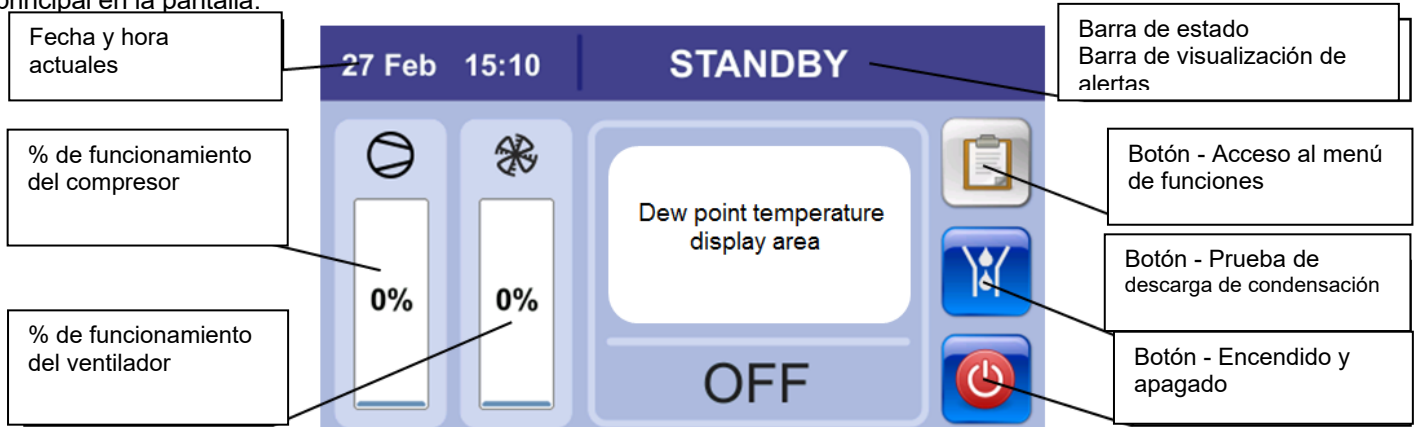 principal en la pantalla.
Fecha y hora
actuales
27 Feb 15:10
STANDBY
Barra de estado
Barra de visualización de
alertas
% de funcionamiento
del compresor
Botón - Acceso al menú
de funciones
Dew point temperature
display area
Botón - Prueba de
descarga de condensación
0%
0%
% de funcionamiento
del ventilador
Botón - Encendido y
apagado
OFF